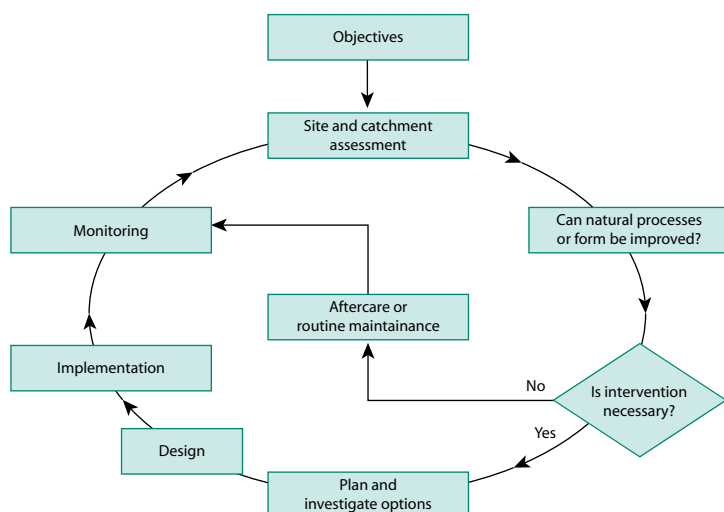 Objectives
Site and catchment
assessment
Monitoring
Can natural processes
or form be improved?
Aftercare or
routine maintainance
Implementation
Is intervention
necessary?
No
Yes
Design
Plan and
investigate options